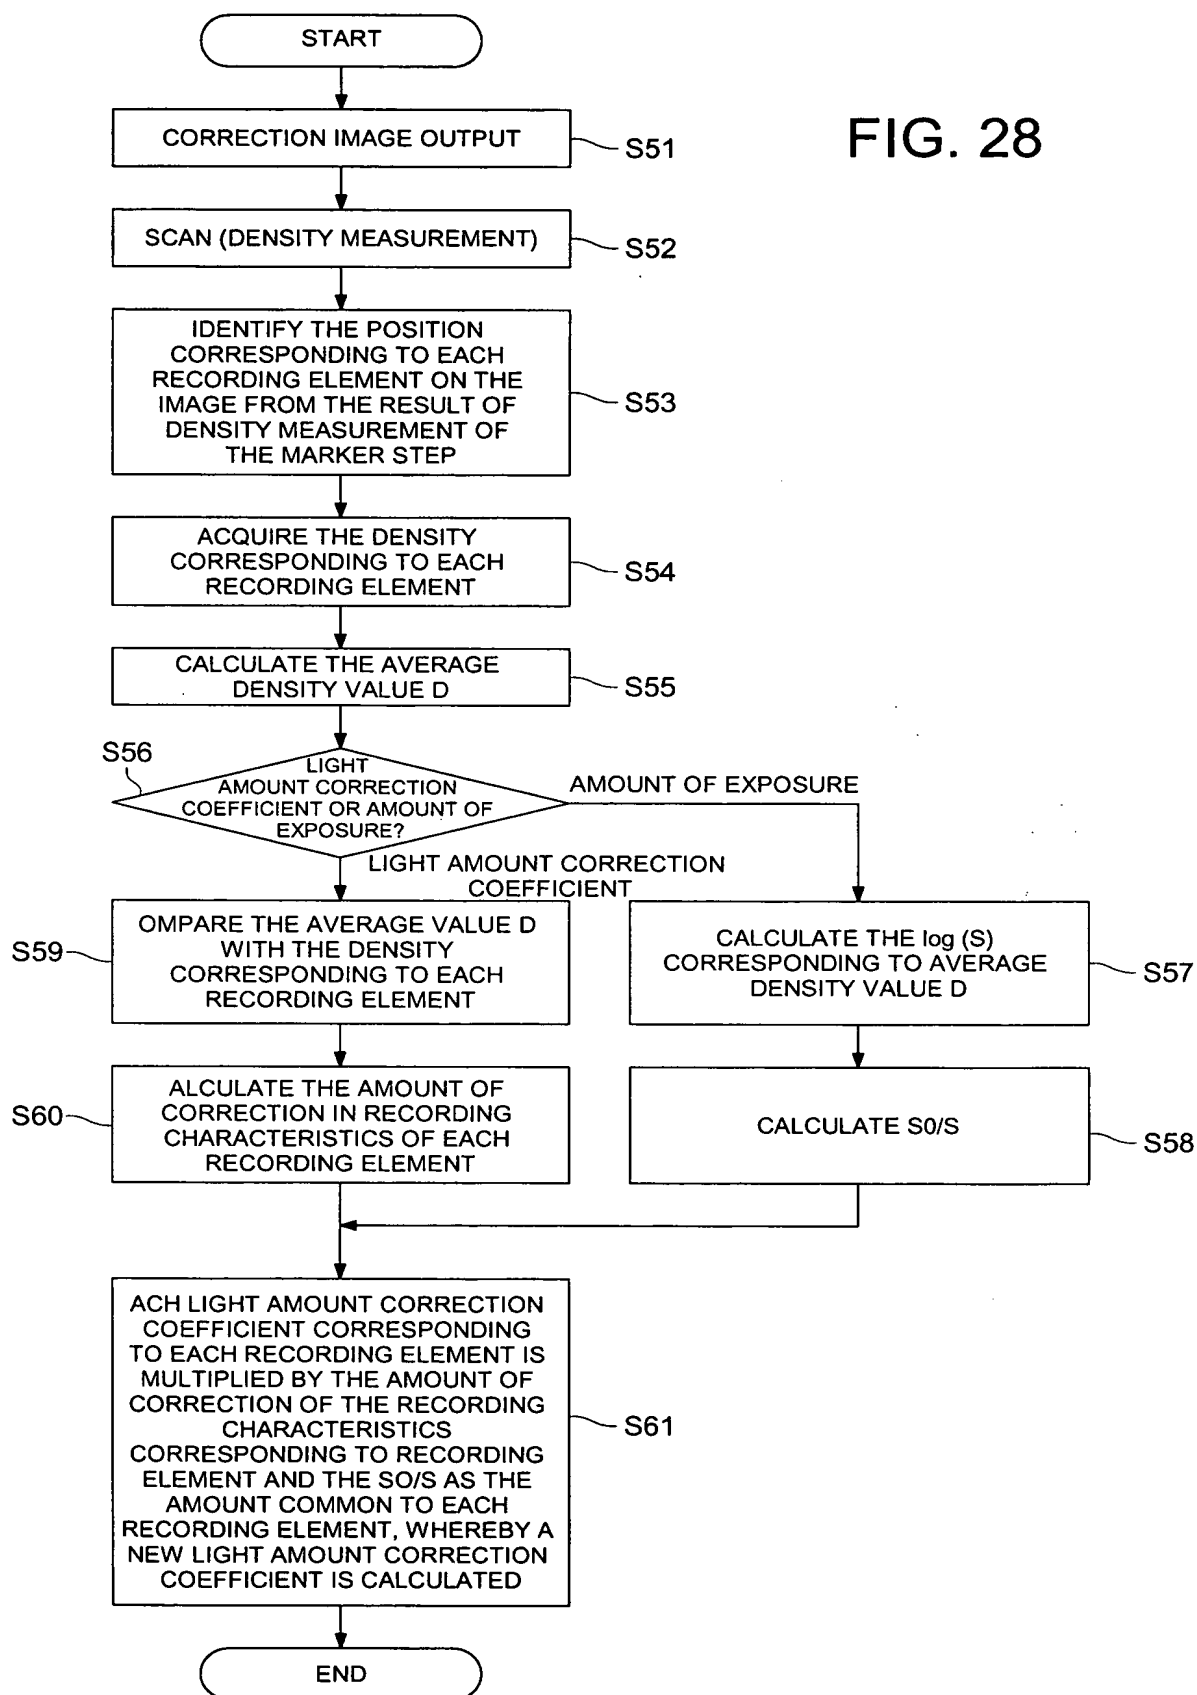 START
FIG. 28
CORRECTION IMAGE OUTPUT
S51
SCAN (DENSITY MEASUREMENT)
S52
IDENTIFY THE POSITION
CORRESPONDING TO EACH
RECORDING ELEMENT ON THE
IMAGE FROM THE RESULT OF
DENSITY MEASUREMENT OF
THE MARKER STEP
S53
ACQUIRE THE DENSITY
CORRESPONDING TO EACH
RECORDING ELEMENT
S54
CALCULATE THE AVERAGE
DENSITY VALUE D
S55
S56
LIGHT
AMOUNT CORRECTION
COEFFICIENT OR AMOUNT OF
EXPOSURE?
AMOUNT OF EXPOSURE
LIGHT AMOUNT CORRECTION
COEFFICIENT
S59
OMPARE THE AVERAGE VALUE D
WITH THE DENSITY
CORRESPONDING TO EACH
RECORDING ELEMENT
CALCULATE THE log (S)
CORRESPONDING TO AVERAGE
DENSITY VALUE D
S57
S60
ALCULATE THE AMOUNT OF
CORRECTION IN RECORDING
CHARACTERISTICS OF EACH
RECORDING ELEMENT
CALCULATE S0/S
S58
ACH LIGHT AMOUNT CORRECTION
COEFFICIENT CORRESPONDING
TO EACH RECORDING ELEMENT IS
MULTIPLIED BY THE AMOUNT OF
CORRECTION OF THE RECORDING
CHARACTERISTICS
CORRESPONDING TO RECORDING
ELEMENT AND THE SO/S AS THE
AMOUNT COMMON TO EACH
RECORDING ELEMENT, WHEREBY A
NEW LIGHT AMOUNT CORRECTION
COEFFICIENT IS CALCULATED
S61
END